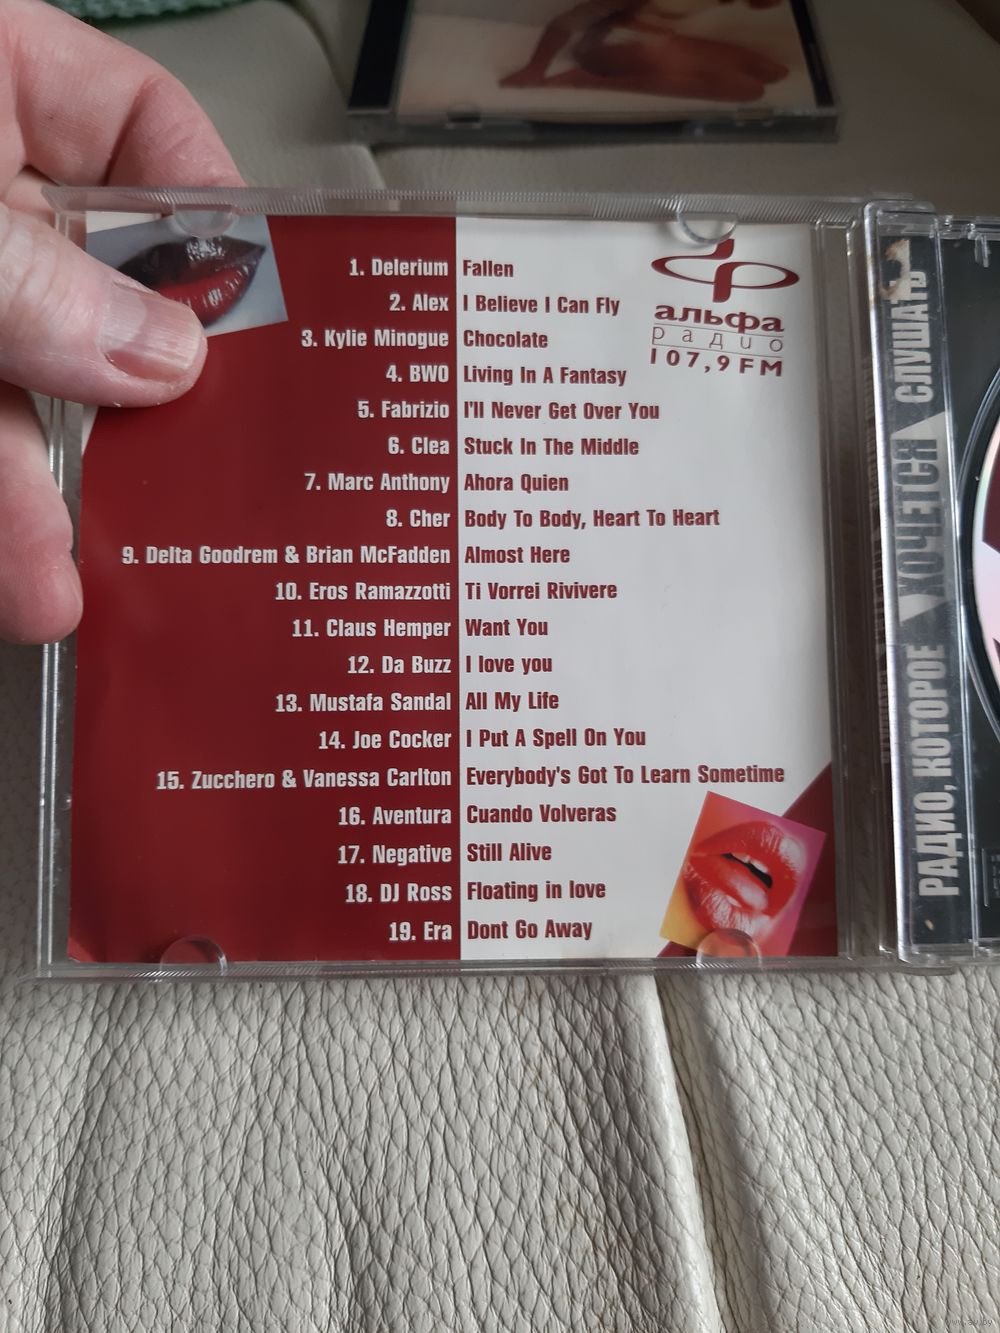 1. Delerium Fallen
2. Alex I Believe I Can Fly
3. Kylie Minogue Chocolate
4. BWO Living In A Fantasy
5. Fabrizio I'll Never Get Over You
6. Clea Stuck In The Middle
7. Marc Anthony Ahora Quien
8. Cher Body To Body, Heart To Heart
9. Delta Goodrem & Brian McFadden Almost Here
10. Eros Ramazzotti Ti Vorrei Rivivere
11. Claus Hemper Want You
12. Da Buzz I love you
13. Mustafa Sandal All My Life
14. Joe Cocker I Put A Spell On You
15. Zucchero & Vanessa Carlton Everybody's Got To Learn Sometime
16. Aventura Cuando Volveras
17. Negative Still Alive
18. DJ Ross Floating in love
19. Era Dont Go Away
альфа
радио
107,9 FM
РАДИО, КОТОРОЕ ХОЧЕТСЯ СЛУШАТЬ